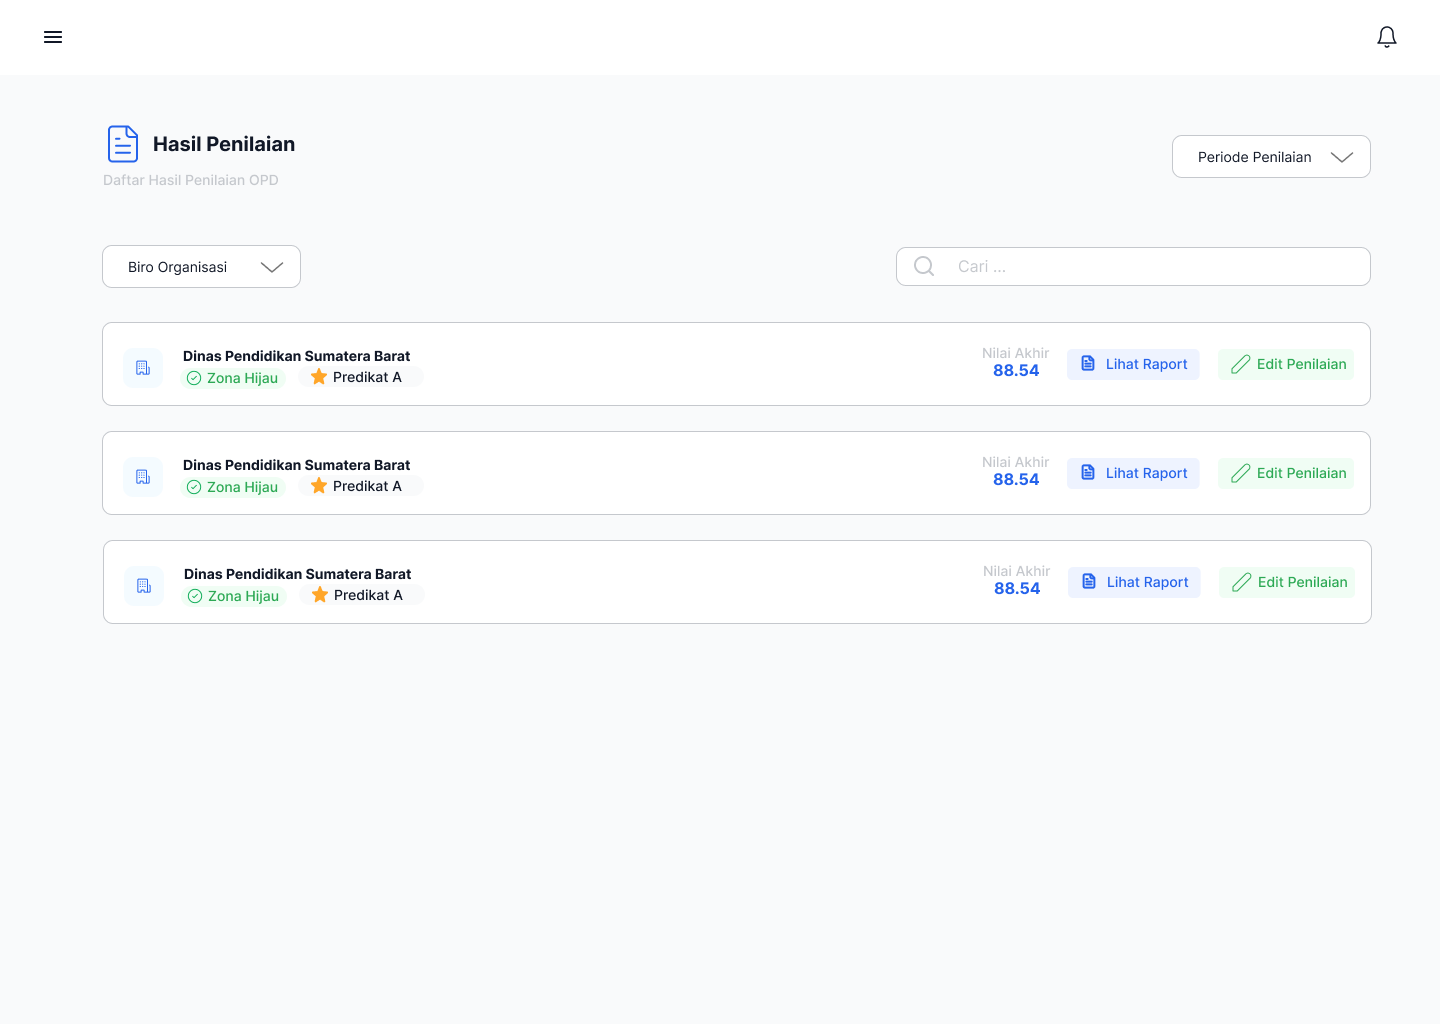 Hasil Penilaian
Daftar Hasil Penilaian OPD
Periode Penilaian
Biro Organisasi
Cari ...
Dinas Pendidikan Sumatera Barat
Zona Hijau
Predikat A
Nilai Akhir
88.54
Lihat Raport
Edit Penilaian
Dinas Pendidikan Sumatera Barat
Zona Hijau
Predikat A
Nilai Akhir
88.54
Lihat Raport
Edit Penilaian
Dinas Pendidikan Sumatera Barat
Zona Hijau
Predikat A
Nilai Akhir
88.54
Lihat Raport
Edit Penilaian